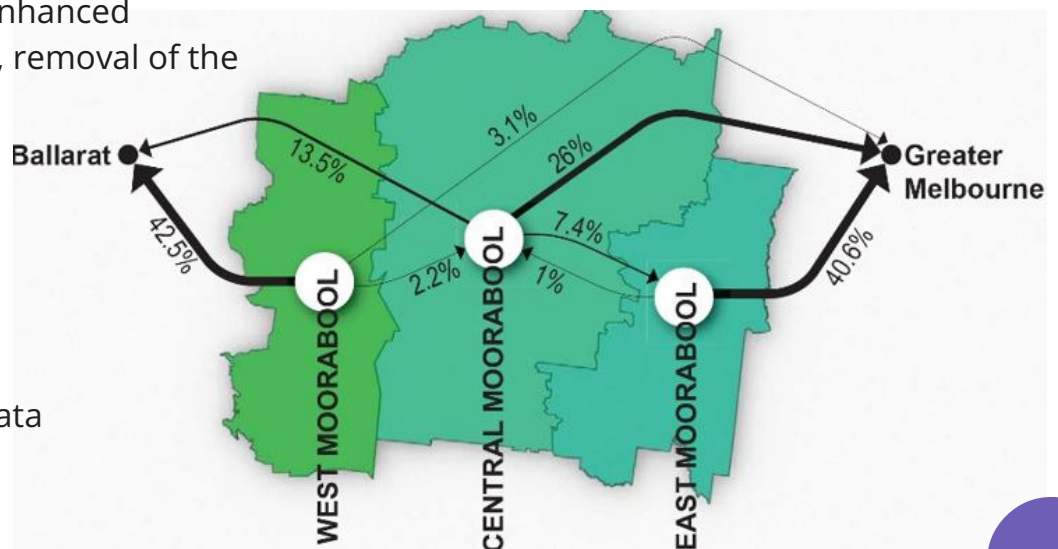 nhanced
, removal of the
ata
Ballarat
13.5%
3.1%
26%
Greater
Melbourne
42.5%
2.2%
7.4%
1%
40.6%
WEST MOORABOOL
CENTRAL MOORABOOL
EAST MOORABOOL